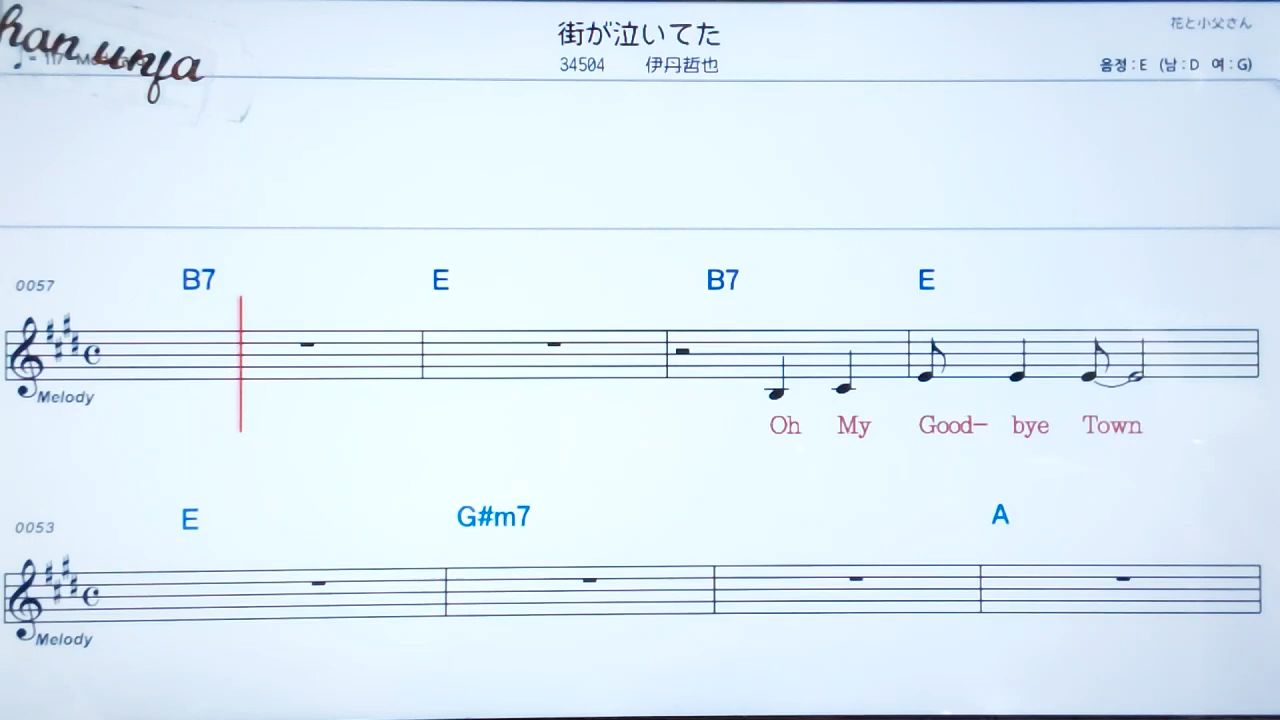 han unya
街が泣いてた
花と小父さん
34504 伊丹哲也
음정 : E (남 : D 여 : G)
0057 B7 E B7 E
Melody
Oh My Good- bye Town
0053 E G#m7 A
Melody